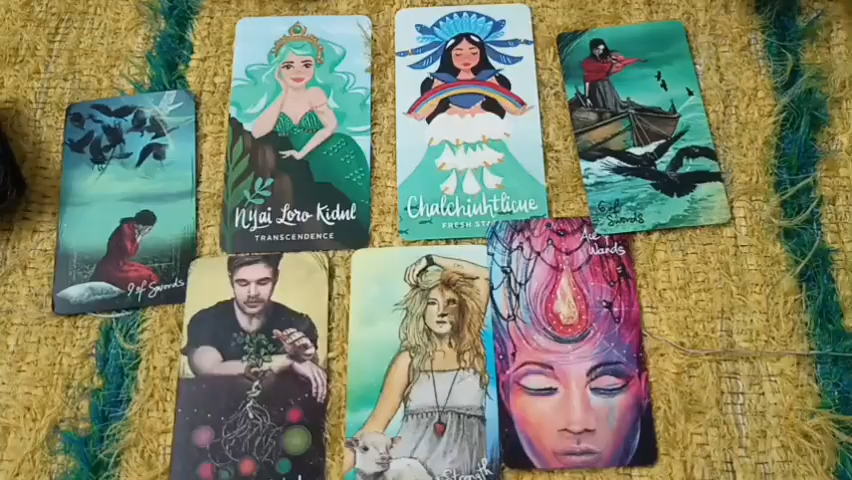 Nyai Loro Kidul
TRANSCENDENCE
Chalchiuhtlicue
FRESH STA
6 of
Swords
9 of Swords
Ace
Wands
Strength